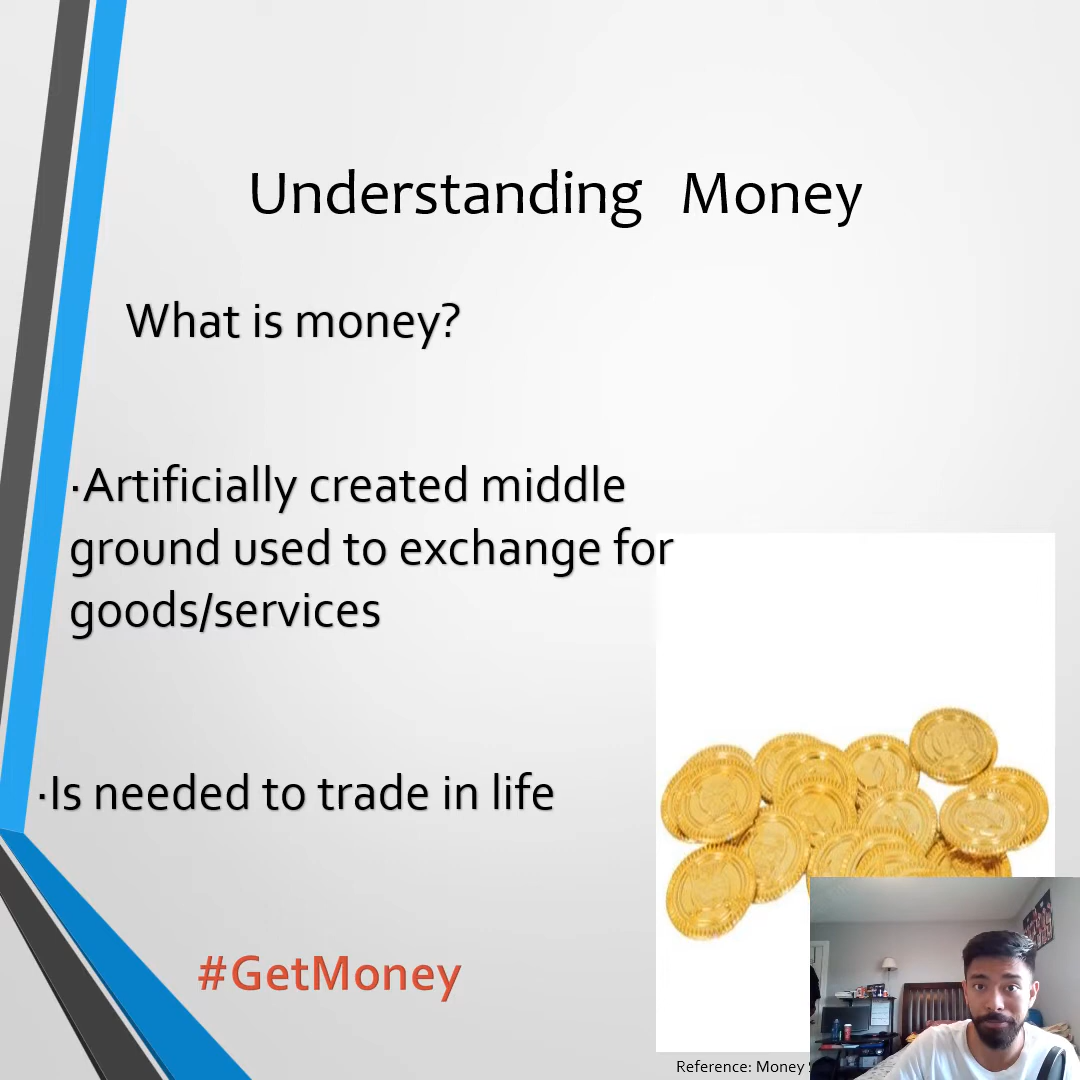 Understanding Money
What is money?
·Artificially created middle
ground used to exchange for
goods/services
·Is needed to trade in life
#GetMoney
Reference: Money